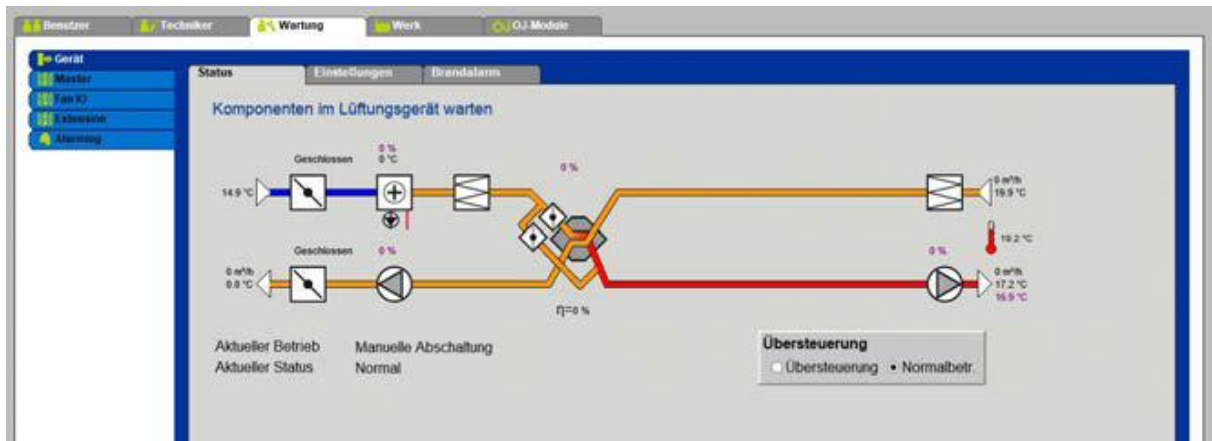 Benutzer Techniker Wartung Werk OJ-Module
Gerät
Master
Fan IO
Extension
Alarming
Status Einstellungen Brandalarm
Komponenten im Lüftungsgerät warten
0 %
Geschlossen 0 °C 0 %
14.9 °C
0 m³/h
19.9 °C
19.2 °C
Geschlossen 0 % 0 %
0 m³/h
0.0 °C
0 m³/h
17.2 °C
16.9 °C
η=0 %
Aktueller Betrieb Manuelle Abschaltung
Aktueller Status Normal
Übersteuerung
Übersteuerung Normalbetr.